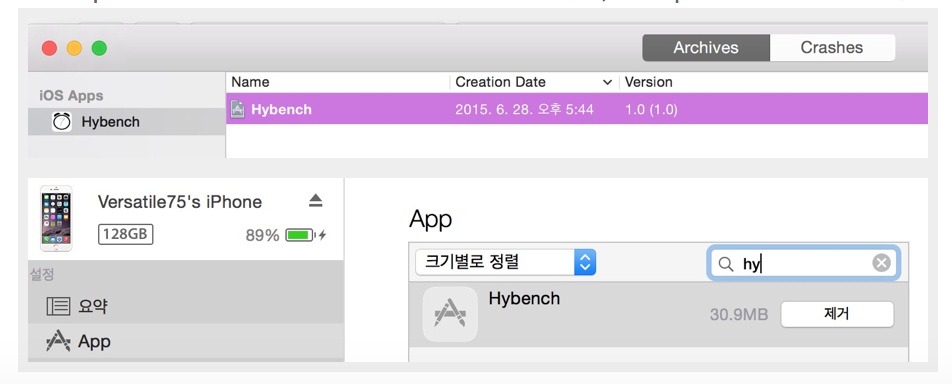 Archives
Crashes
Name
Creation Date
Version
iOS Apps
Hybench
Hybench
2015. 6. 28. 오후 5:44
1.0 (1.0)
Versatile75's iPhone
128GB
89%
설정
요약
App
App
크기별로 정렬
hy
Hybench
30.9MB
제거